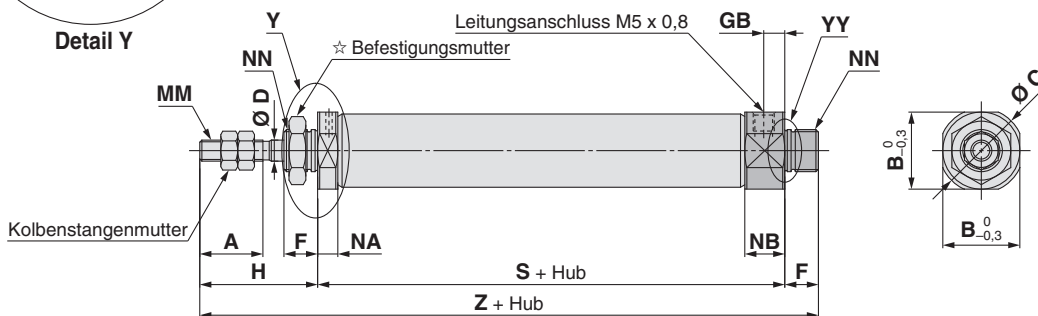 Detail Y
Y
☆ Befestigungsmutter
Leitungsanschluss M5 x 0,8
GB
YY
NN
NN
MM
Ø D
Ø C
B 0 –0,3
B 0 –0,3
Kolbenstangenmutter
A
F
NA
NB
H
S + Hub
F
Z + Hub